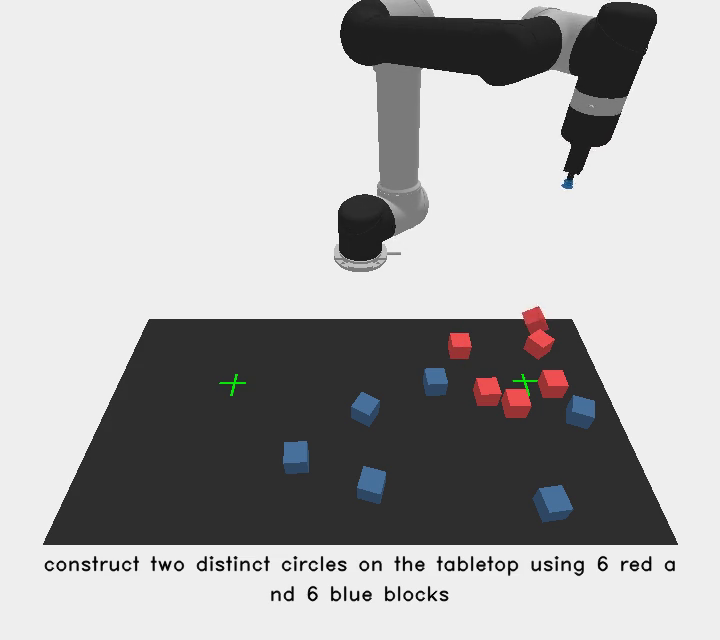 construct two distinct circles on the tabletop using 6 red a
nd 6 blue blocks